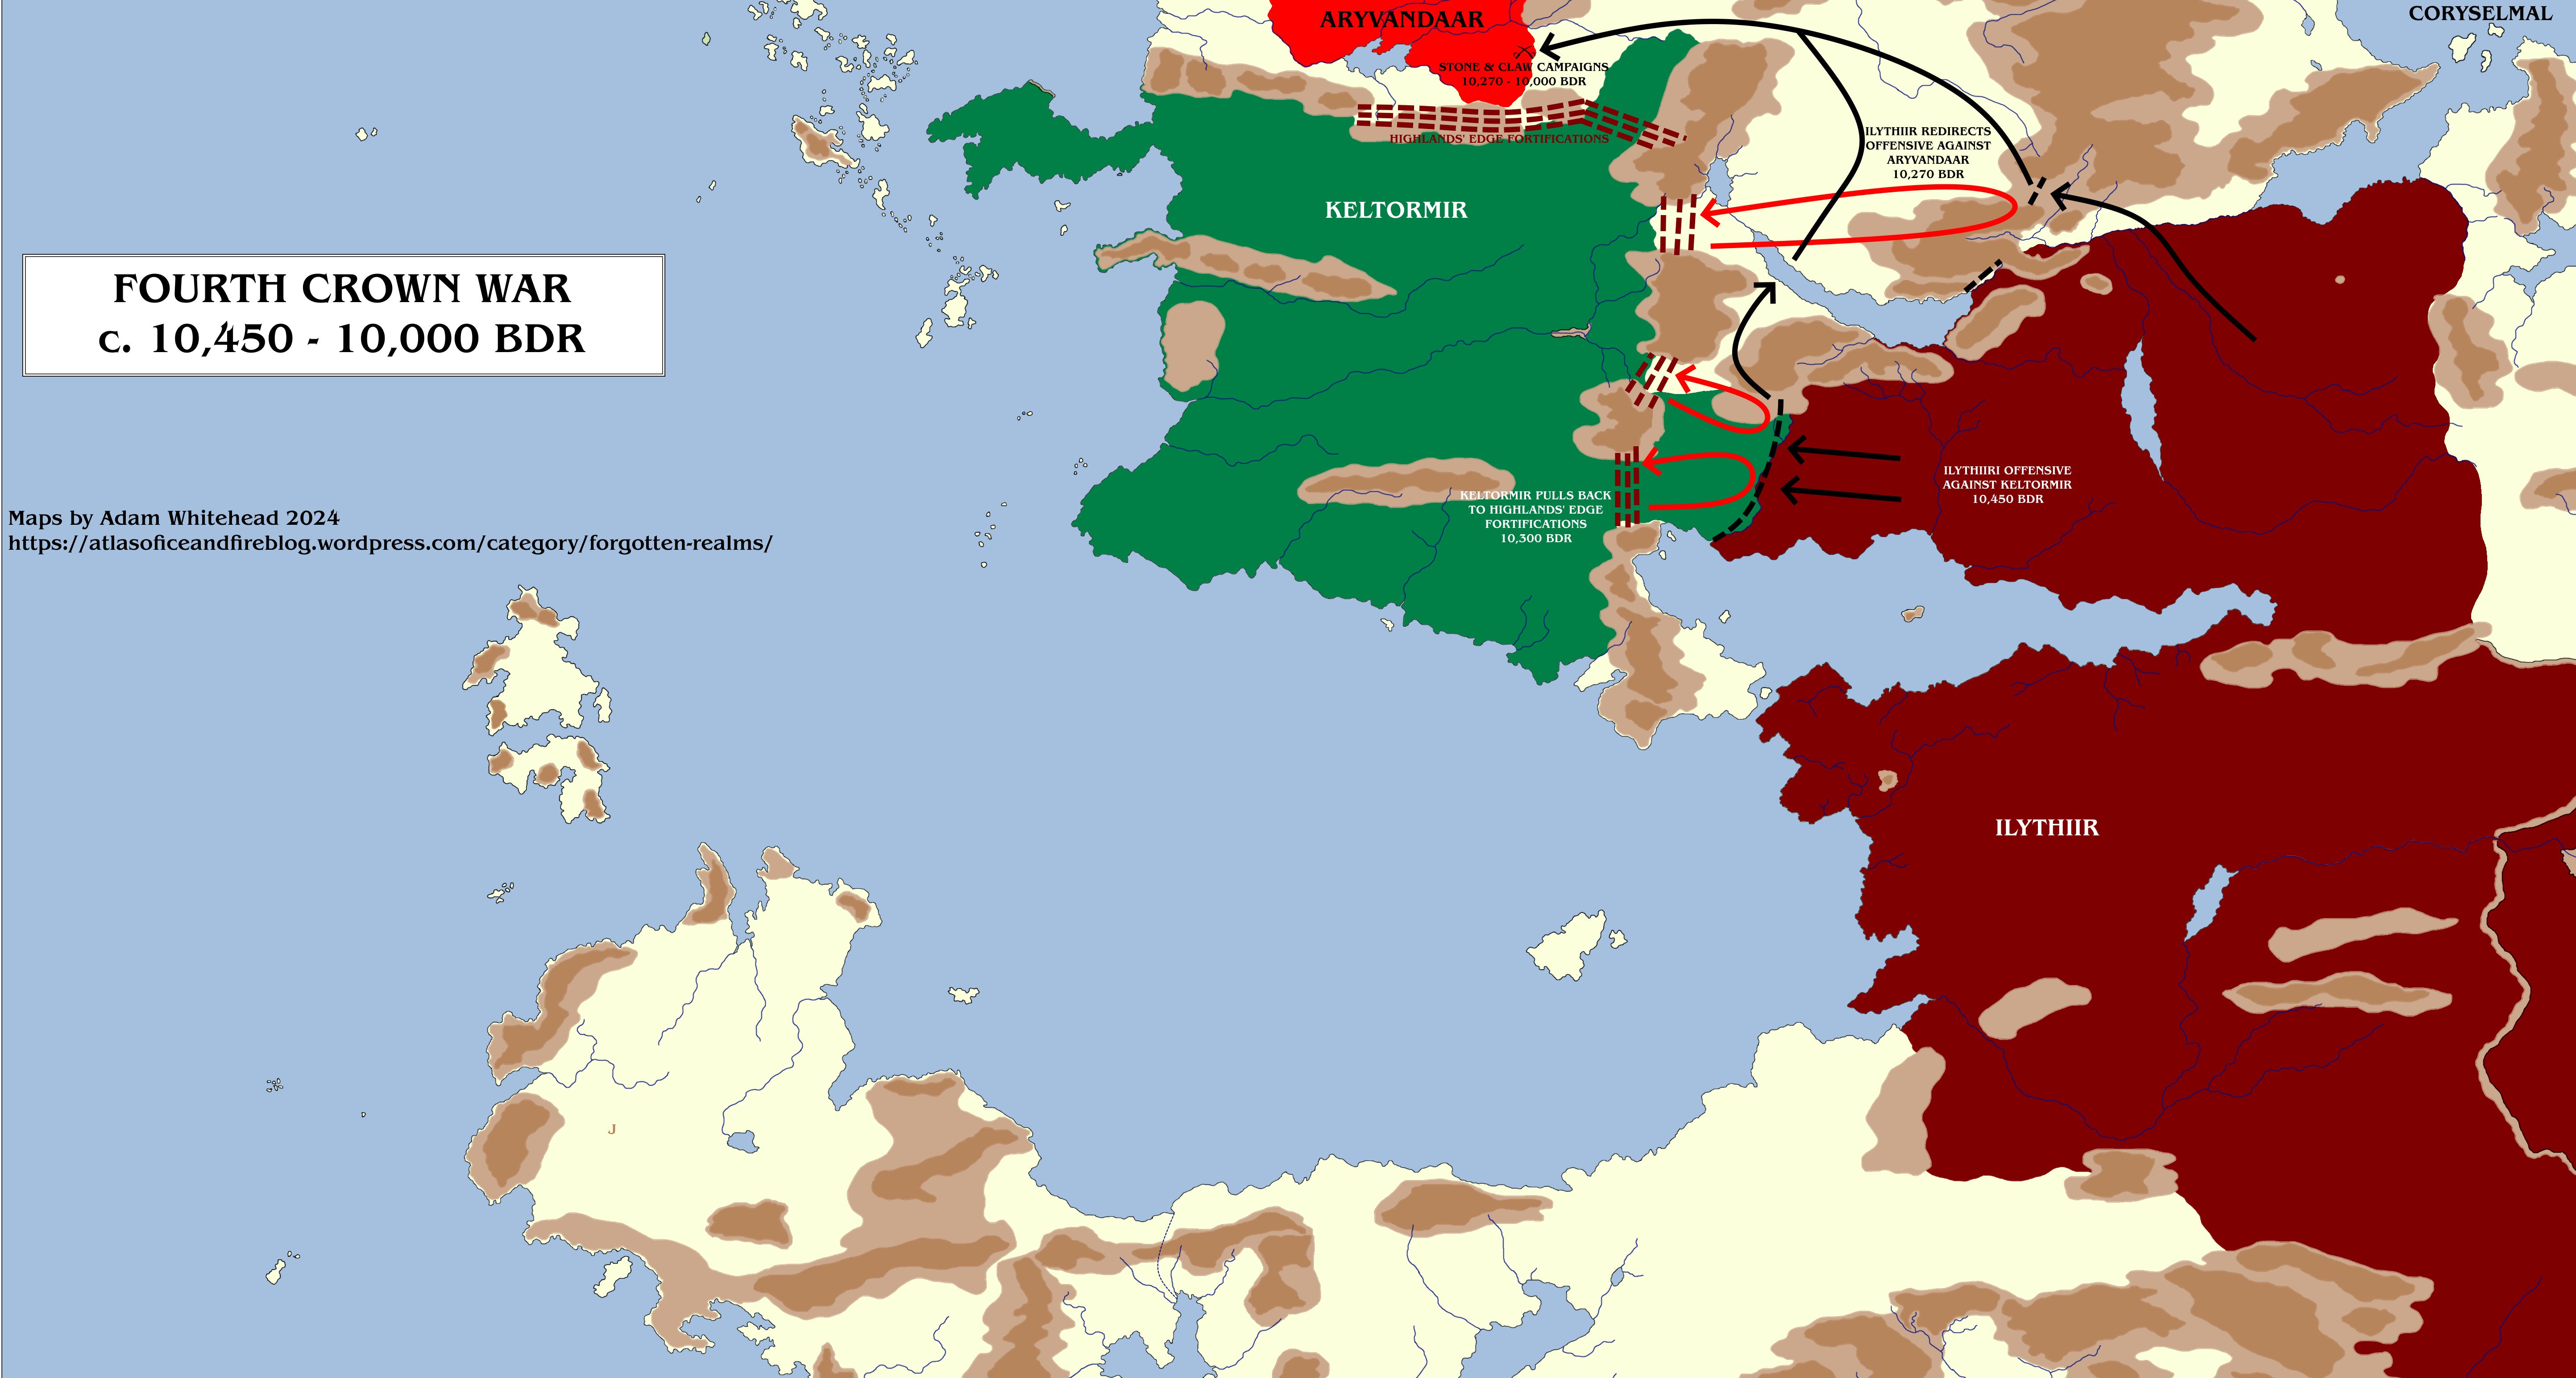 ARYVANDAAR
CORYSELMAL
STONE & CLAW CAMPAIGNS
10,270 - 10,000 BDR
HIGHLANDS' EDGE FORTIFICATIONS
ILYTHIIR REDIRECTS
OFFENSIVE AGAINST
ARYVANDAAR
10,270 BDR
KELTORMIR
FOURTH CROWN WAR
c. 10,450 - 10,000 BDR
ILYTHIIRI OFFENSIVE
AGAINST KELTORMIR
10,450 BDR
KELTORMIR PULLS BACK
TO HIGHLANDS' EDGE
FORTIFICATIONS
10,300 BDR
Maps by Adam Whitehead 2024
https://atlasoficeandfireblog.wordpress.com/category/forgotten-realms/
ILYTHIIR
J